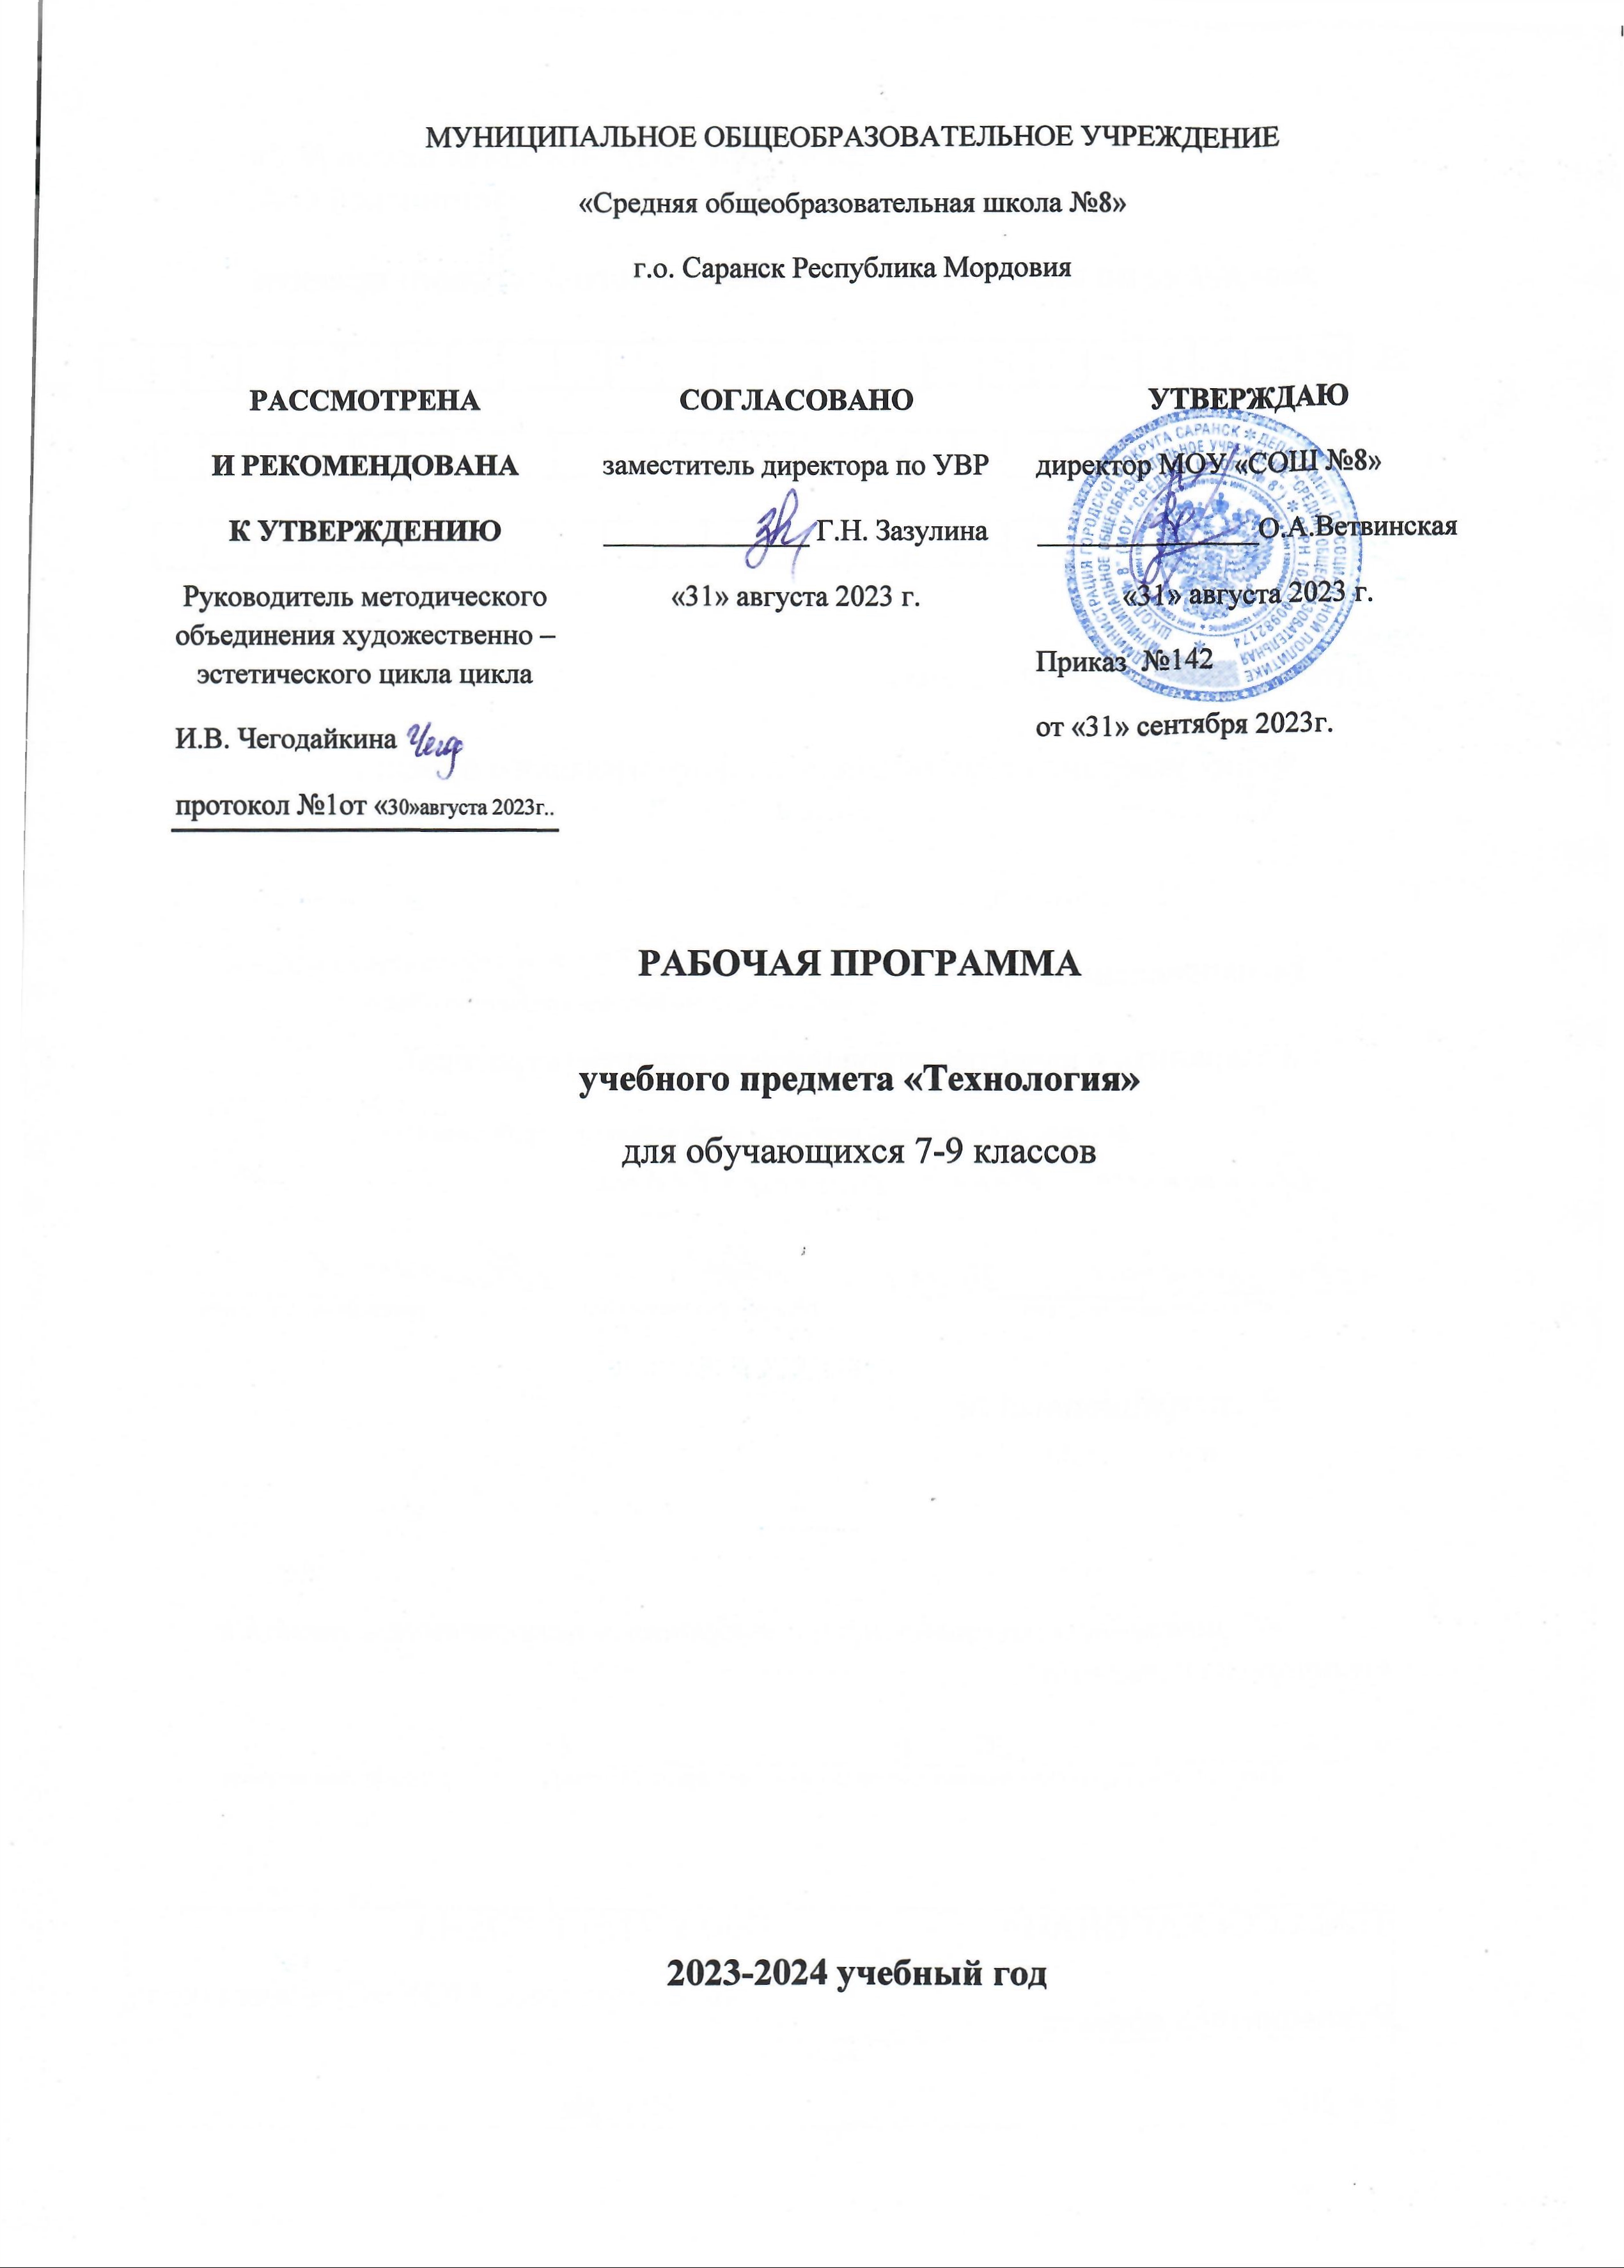 МУНИЦИПАЛЬНОЕ ОБЩЕОБРАЗОВАТЕЛЬНОЕ УЧРЕЖДЕНИЕ
«Средняя общеобразовательная школа №8»
г.о. Саранск Республика Мордовия
РАССМОТРЕНА
И РЕКОМЕНДОВАНА
К УТВЕРЖДЕНИЮ
Руководитель методического
объединения художественно –
эстетического цикла цикла
И.В. Чегодайкина
протокол №1от «30»августа 2023г..
СОГЛАСОВАНО
заместитель директора по УВР
Г.Н. Зазулина
«31» августа 2023 г.
УТВЕРЖДАЮ
директор МОУ «СОШ №8»
О.А.Ветвинская
«31» августа 2023 г.
Приказ №142
от «31» сентября 2023г.
РАБОЧАЯ ПРОГРАММА
учебного предмета «Технология»
для обучающихся 7-9 классов
2023-2024 учебный год